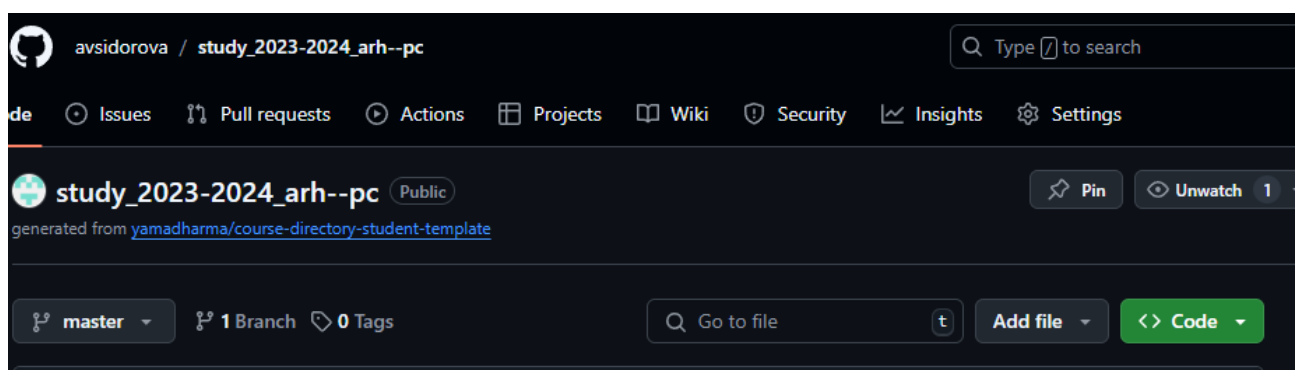 avsidorova / study_2023-2024_arh--pc
Type / to search
de Issues Pull requests Actions Projects Wiki Security Insights Settings
study_2023-2024_arh--pc Public
Pin Unwatch 1
generated from yamadharma/course-directory-student-template
master 1 Branch 0 Tags Go to file t Add file <> Code